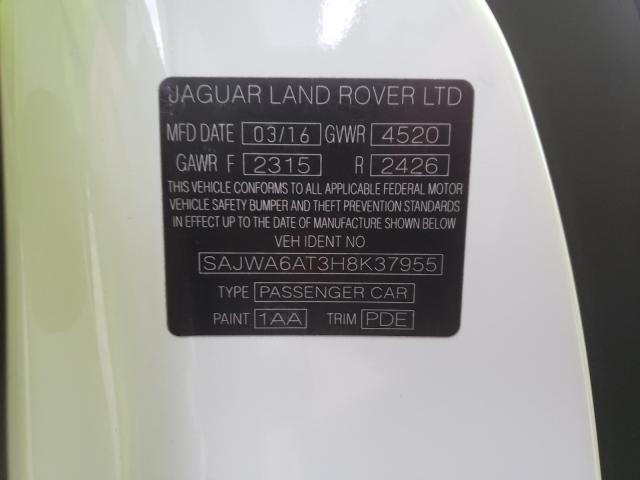 JAGUAR LAND ROVER LTD
MFD DATE 03/16 GVWR 4520
GAWR F 2315 R 2426
THIS VEHICLE CONFORMS TO ALL APPLICABLE FEDERAL MOTOR
VEHICLE SAFETY BUMPER AND THEFT PREVENTION STANDARDS
IN EFFECT UP TO THE DATE OF MANUFACTURE SHOWN BELOW
VEH IDENT NO.
SAJWA6AT3H8K37955
TYPE PASSENGER CAR
PAINT 1AA TRIM PDE